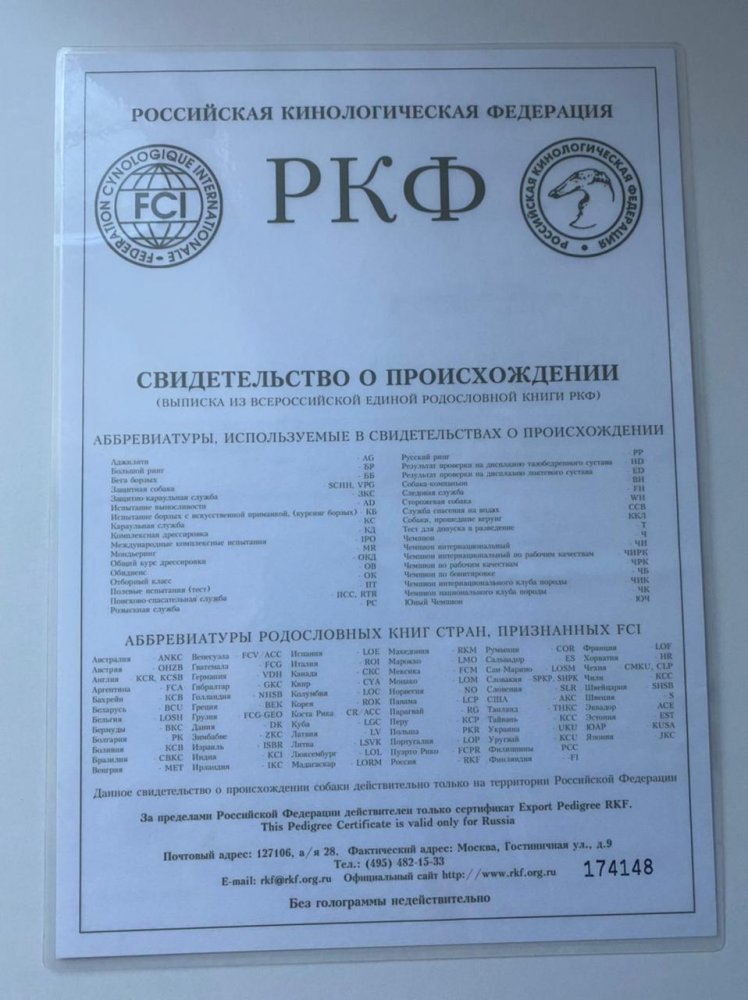 РОССИЙСКАЯ КИНОЛОГИЧЕСКАЯ ФЕДЕРАЦИЯ
FEDERATION CYNOLOGIQUE INTERNATIONALE
FCI
РКФ
РОССИЙСКАЯ КИНОЛОГИЧЕСКАЯ ФЕДЕРАЦИЯ
СВИДЕТЕЛЬСТВО О ПРОИСХОЖДЕНИИ
(ВЫПИСКА ИЗ ВСЕРОССИЙСКОЙ ЕДИНОЙ РОДОСЛОВНОЙ КНИГИ РКФ)
АББРЕВИАТУРЫ, ИСПОЛЬЗУЕМЫЕ В СВИДЕТЕЛЬСТВАХ О ПРОИСХОЖДЕНИИ
Аджилити - AG
Большой ринг - БР
Бега борзых - ББ
Защитная собака - SCHH, VPG
Защитно-караульная служба - ЗКС
Испытание выносливости - AD
Испытание борзых с искусственной приманкой, (курсинг борзых) - КБ
Караульная служба - КС
Комплексная дрессировка - КД
Международные комплексные испытания - IPO
Мондьоринг - MR
Общий курс дрессировки - ОКД
Обидиенс - OB
Отборный класс - ОК
Полевые испытания (тест) - ПТ
Поисково-спасательная служба - ПСС, RTR
Розыскная служба - РС
Русский ринг - РР
Результат проверки на дисплазию тазобедренного сустава - HD
Результат проверки на дисплазию локтевого сустава - ED
Собака-компаньон - BH
Следовая служба - FH
Сторожевая собака - WH
Служба спасения на водах - ССВ
Собаки, прошедшие керунг - ККЛ
Тест для допуска в разведение - Т
Чемпион - Ч
Чемпион интернациональный - ЧИ
Чемпион интернациональный по рабочим качествам - ЧИРК
Чемпион по рабочим качествам - ЧРК
Чемпион по бонитировке - ЧБ
Чемпион интернационального клуба породы - ЧИК
Чемпион национального клуба породы - ЧК
Юный Чемпион - ЮЧ
АББРЕВИАТУРЫ РОДОСЛОВНЫХ КНИГ СТРАН, ПРИЗНАННЫХ FCI
Австралия - ANKC
Австрия - OHZB
Англия - KCR, KCSB
Аргентина - FCA
Бахрейн - KCB
Беларусь - BCU
Бельгия - LOSH
Бермуды - BKC
Болгария - РК
Боливия - KCB
Бразилия - CBKC
Венгрия - MET
Венесуэла - FCV/ACC
Гватемала - FCG
Германия - VDH
Гибралтар - GKC
Голландия - NHSB
Греция - BEK
Грузия - FCG-GEO
Дания - DK
Зимбабве - ZKC
Израиль - ISBR
Индия - KCI
Ирландия - IKC
Испания - LOE
Италия - ROI
Канада - CKC
Кипр - CYA
Колумбия - LOC
Корея - ROK
Коста Рика CR/ACC
Куба - LGC
Латвия - LV
Литва - LSVK
Люксембург - LOL
Мадагаскар - LORM
Македония - RKM
Марокко - LMO
Мексика - FCM
Монако - LOM
Норвегия - NO
Панама - LCP
Парагвай - RG
Перу - KCP
Польша - PKR
Португалия - LOP
Пуэрто Рико - FCPR
Россия - RKF
Румыния - COR
Сальвадор - ES
Сан-Марино - LOSM
Словакия SPKP, SHPK
Словения - SLR
США - AKC
Таиланд - THKC
Тайвань - KCC
Украина - UKU
Уругвай - KCU
Филиппины PCC
Финляндия - FI
Франция - LOF
Хорватия - HR
Чехия - CMKU, CLP
Чили - KCC
Швейцария - SHSB
Швеция - S
Эквадор ACE
Эстония - EST
ЮАР KUSA
Япония JKC
Данное свидетельство о происхождении собаки действительно только на территории Российской Федерации
За пределами Российской Федерации действителен только сертификат Export Pedigree RKF.
This Pedigree Certificate is valid only for Russia
Почтовый адрес: 127106, а/я 28, Фактический адрес: Москва, Гостиничная ул., д.9
Тел.: (495) 482-15-33
E-mail: rkf@rkf.org.ru Официальный сайт http://www.rkf.org.ru
174148
Без голограммы недействительно